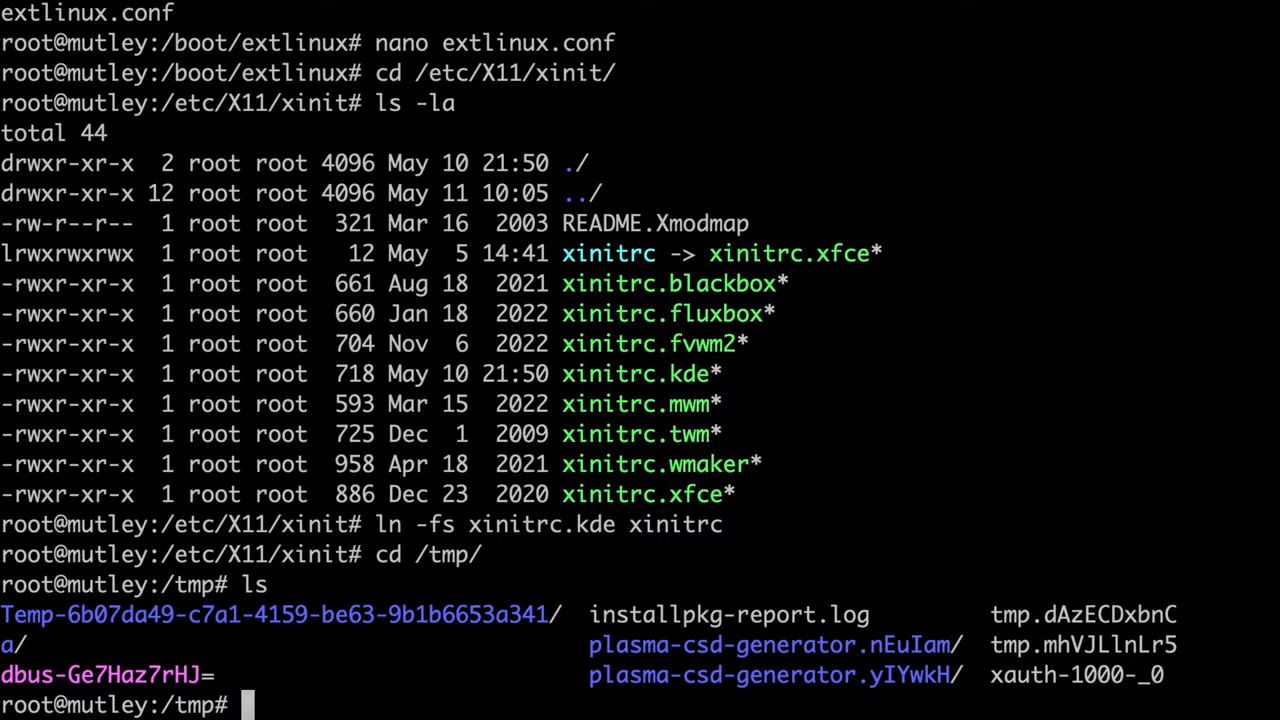 extlinux.conf
root@mutley:/boot/extlinux# nano extlinux.conf
root@mutley:/boot/extlinux# cd /etc/X11/xinit/
root@mutley:/etc/X11/xinit# ls -la
total 44
drwxr-xr-x  2 root root 4096 May 10 21:50 ./
drwxr-xr-x 12 root root 4096 May 11 10:05 ../
-rw-r--r--  1 root root  321 Mar 16  2003 README.Xmodmap
lrwxrwxrwx  1 root root   12 May  5 14:41 xinitrc -> xinitrc.xfce*
-rwxr-xr-x  1 root root  661 Aug 18  2021 xinitrc.blackbox*
-rwxr-xr-x  1 root root  660 Jan 18  2022 xinitrc.fluxbox*
-rwxr-xr-x  1 root root  704 Nov  6  2022 xinitrc.fvwm2*
-rwxr-xr-x  1 root root  718 May 10 21:50 xinitrc.kde*
-rwxr-xr-x  1 root root  593 Mar 15  2022 xinitrc.mwm*
-rwxr-xr-x  1 root root  725 Dec  1  2009 xinitrc.twm*
-rwxr-xr-x  1 root root  958 Apr 18  2021 xinitrc.wmaker*
-rwxr-xr-x  1 root root  886 Dec 23  2020 xinitrc.xfce*
root@mutley:/etc/X11/xinit# ln -fs xinitrc.kde xinitrc
root@mutley:/etc/X11/xinit# cd /tmp/
root@mutley:/tmp# ls
Temp-6b07da49-c7a1-4159-be63-9b1b6653a341/  installpkg-report.log         tmp.dAzECDxbnC
a/                                          plasma-csd-generator.nEuIam/  tmp.mhVJLlnLr5
dbus-Ge7Haz7rHJ=                            plasma-csd-generator.yIYwkH/  xauth-1000-_0
root@mutley:/tmp#